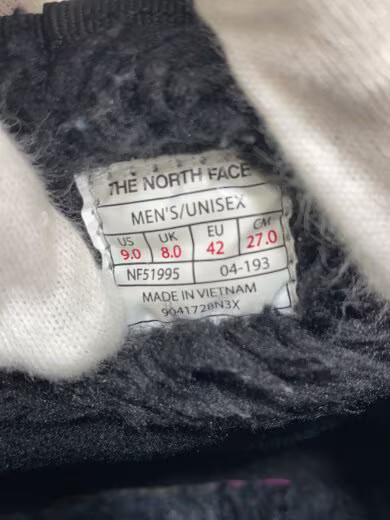 THE NORTH FACE
MEN'S/UNISEX
US UK EU CM
9.0 8.0 42 27.0
NF51995 04-193
MADE IN VIETNAM
9041728N3X